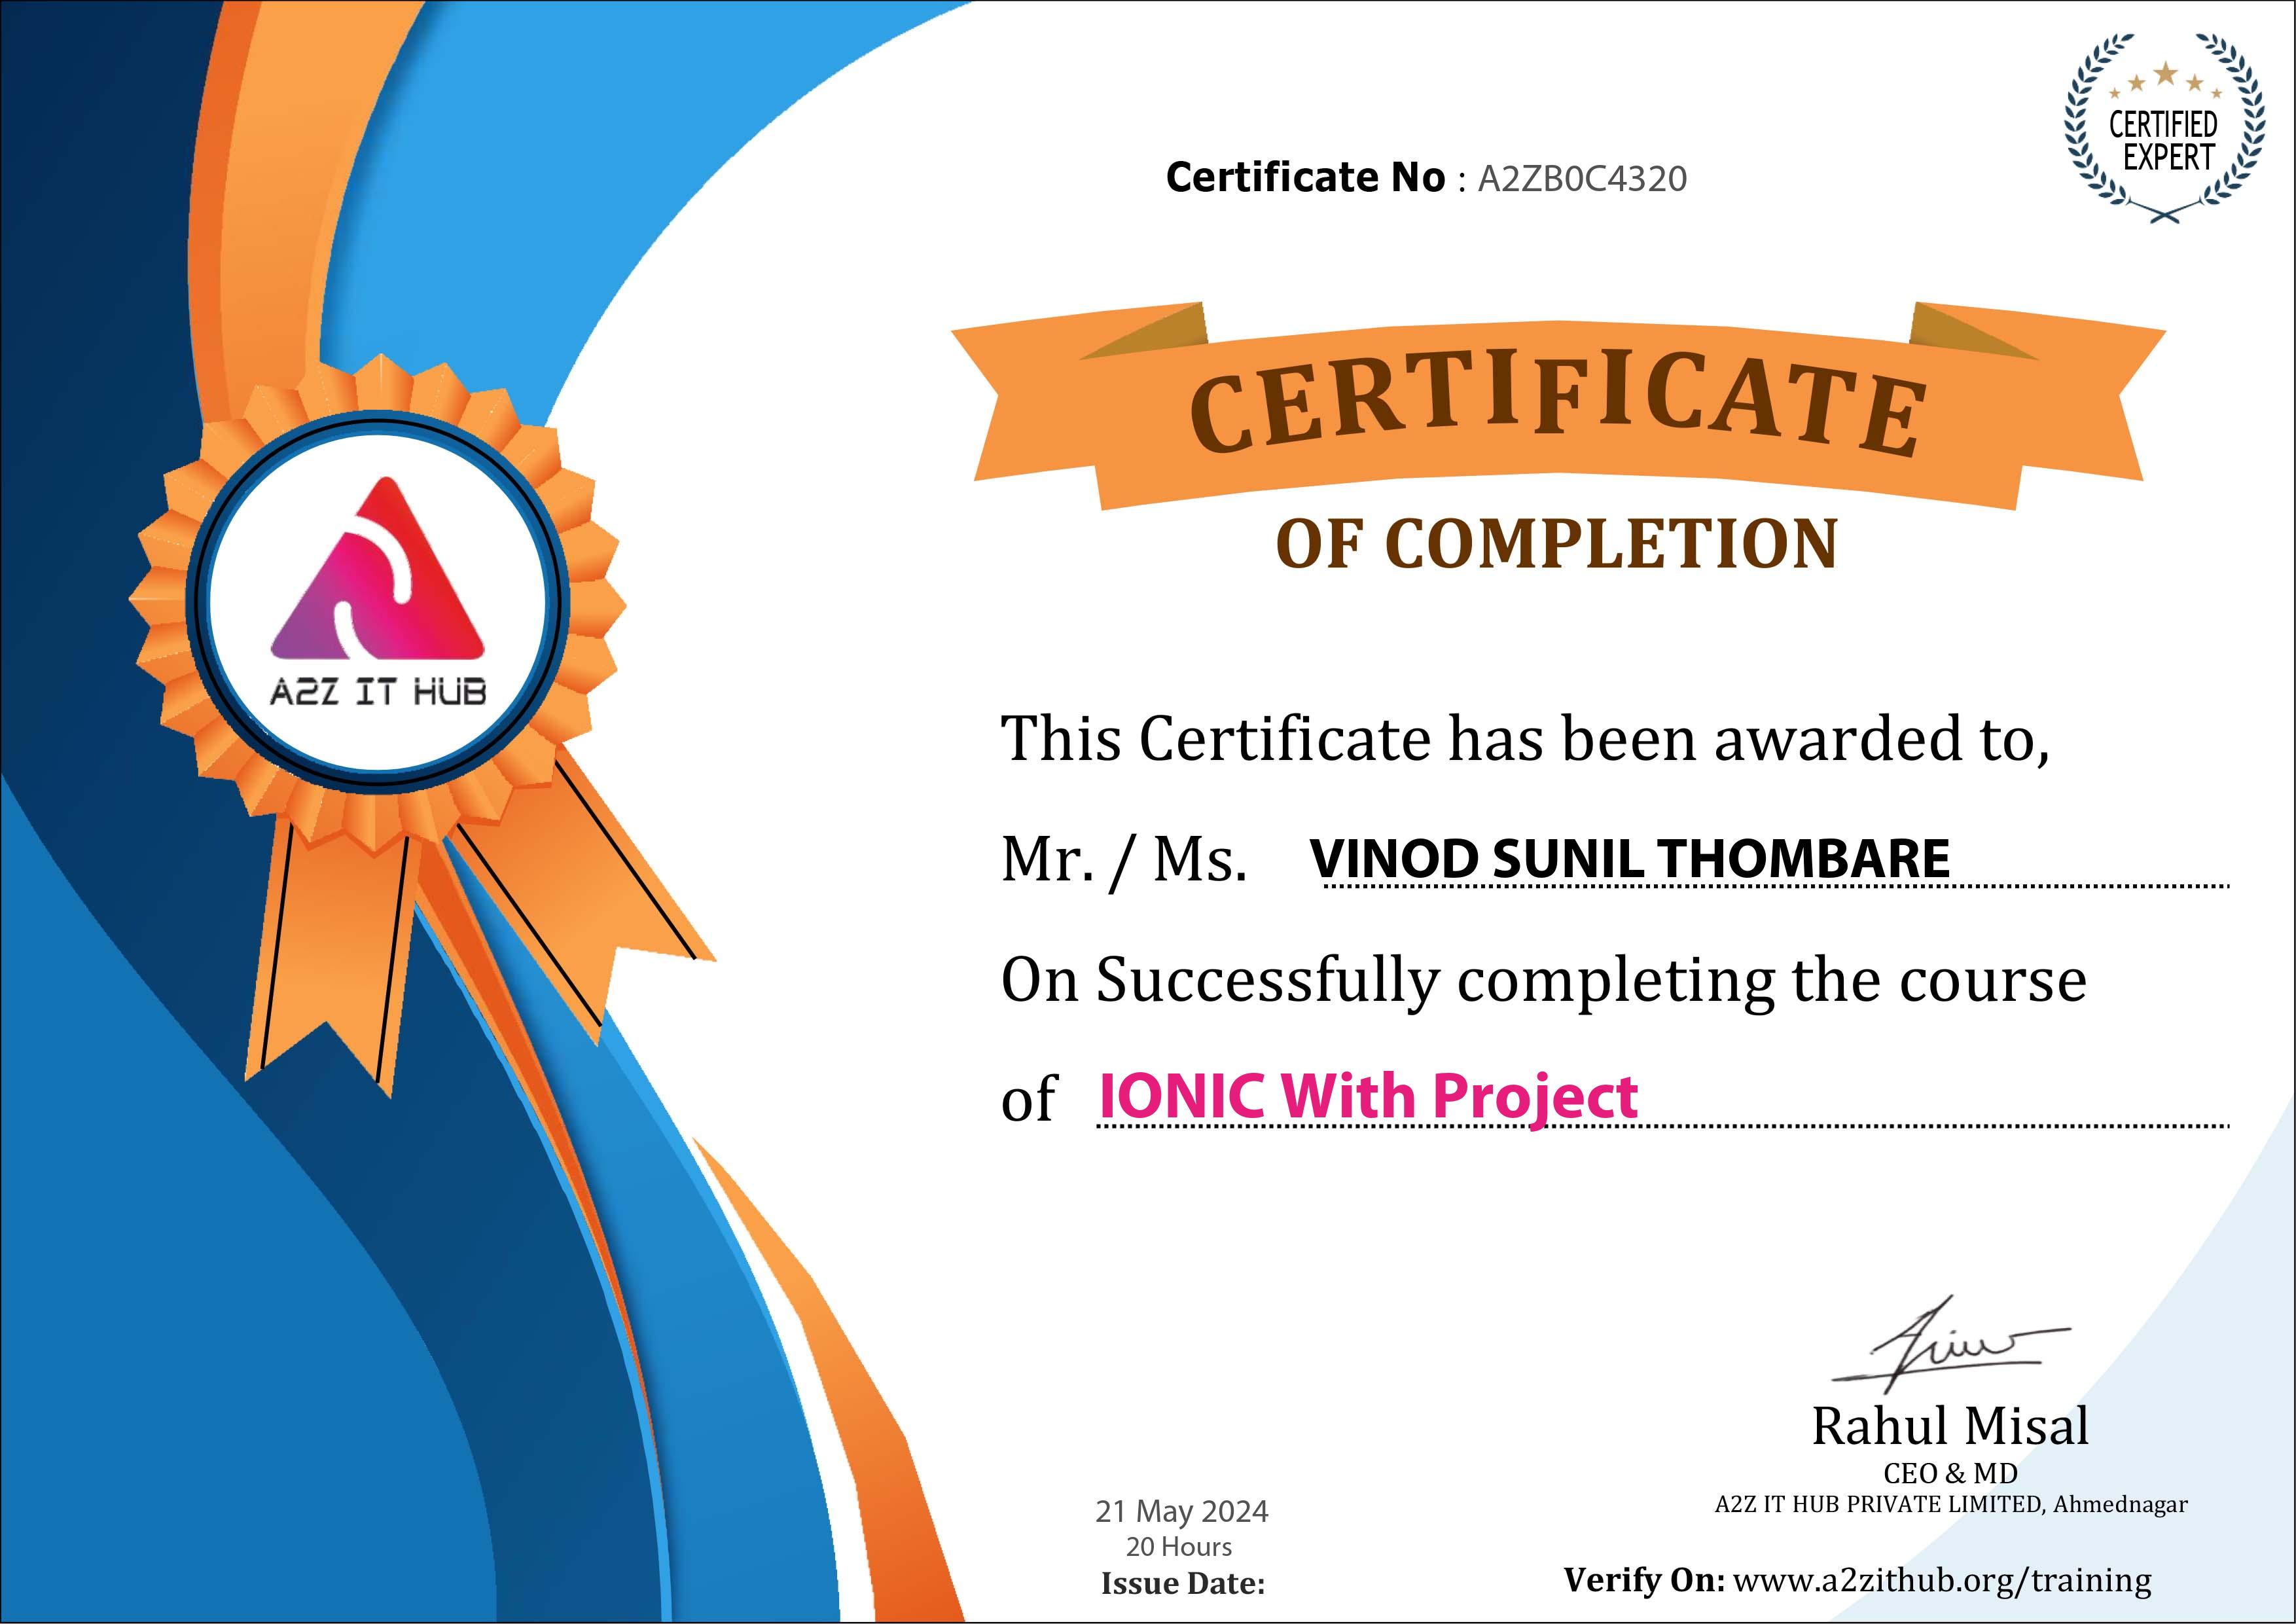 CERTIFIED
EXPERT
Certificate No : A2ZB0C4320
CERTIFICATE
OF COMPLETION
A2Z IT HUB
This Certificate has been awarded to,
Mr. / Ms. VINOD SUNIL THOMBARE
On Successfully completing the course
of IONIC With Project
Rahul Misal
CEO & MD
A2Z IT HUB PRIVATE LIMITED, Ahmednagar
21 May 2024
20 Hours
Issue Date:
Verify On: www.a2zithub.org/training